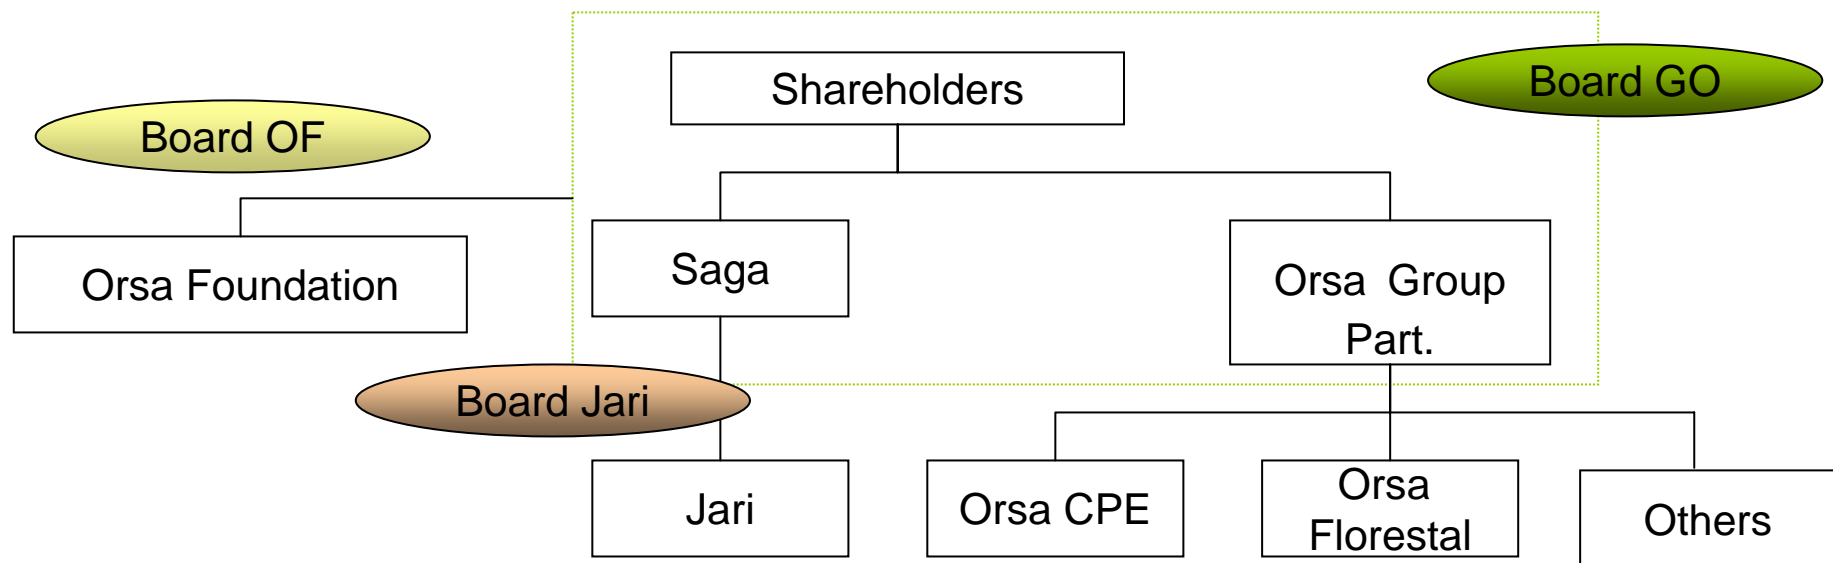 Shareholders
Board GO
Board OF
Orsa Foundation
Saga
Orsa Group
Part.
Board Jari
Jari
Orsa CPE
Orsa
Florestal
Others